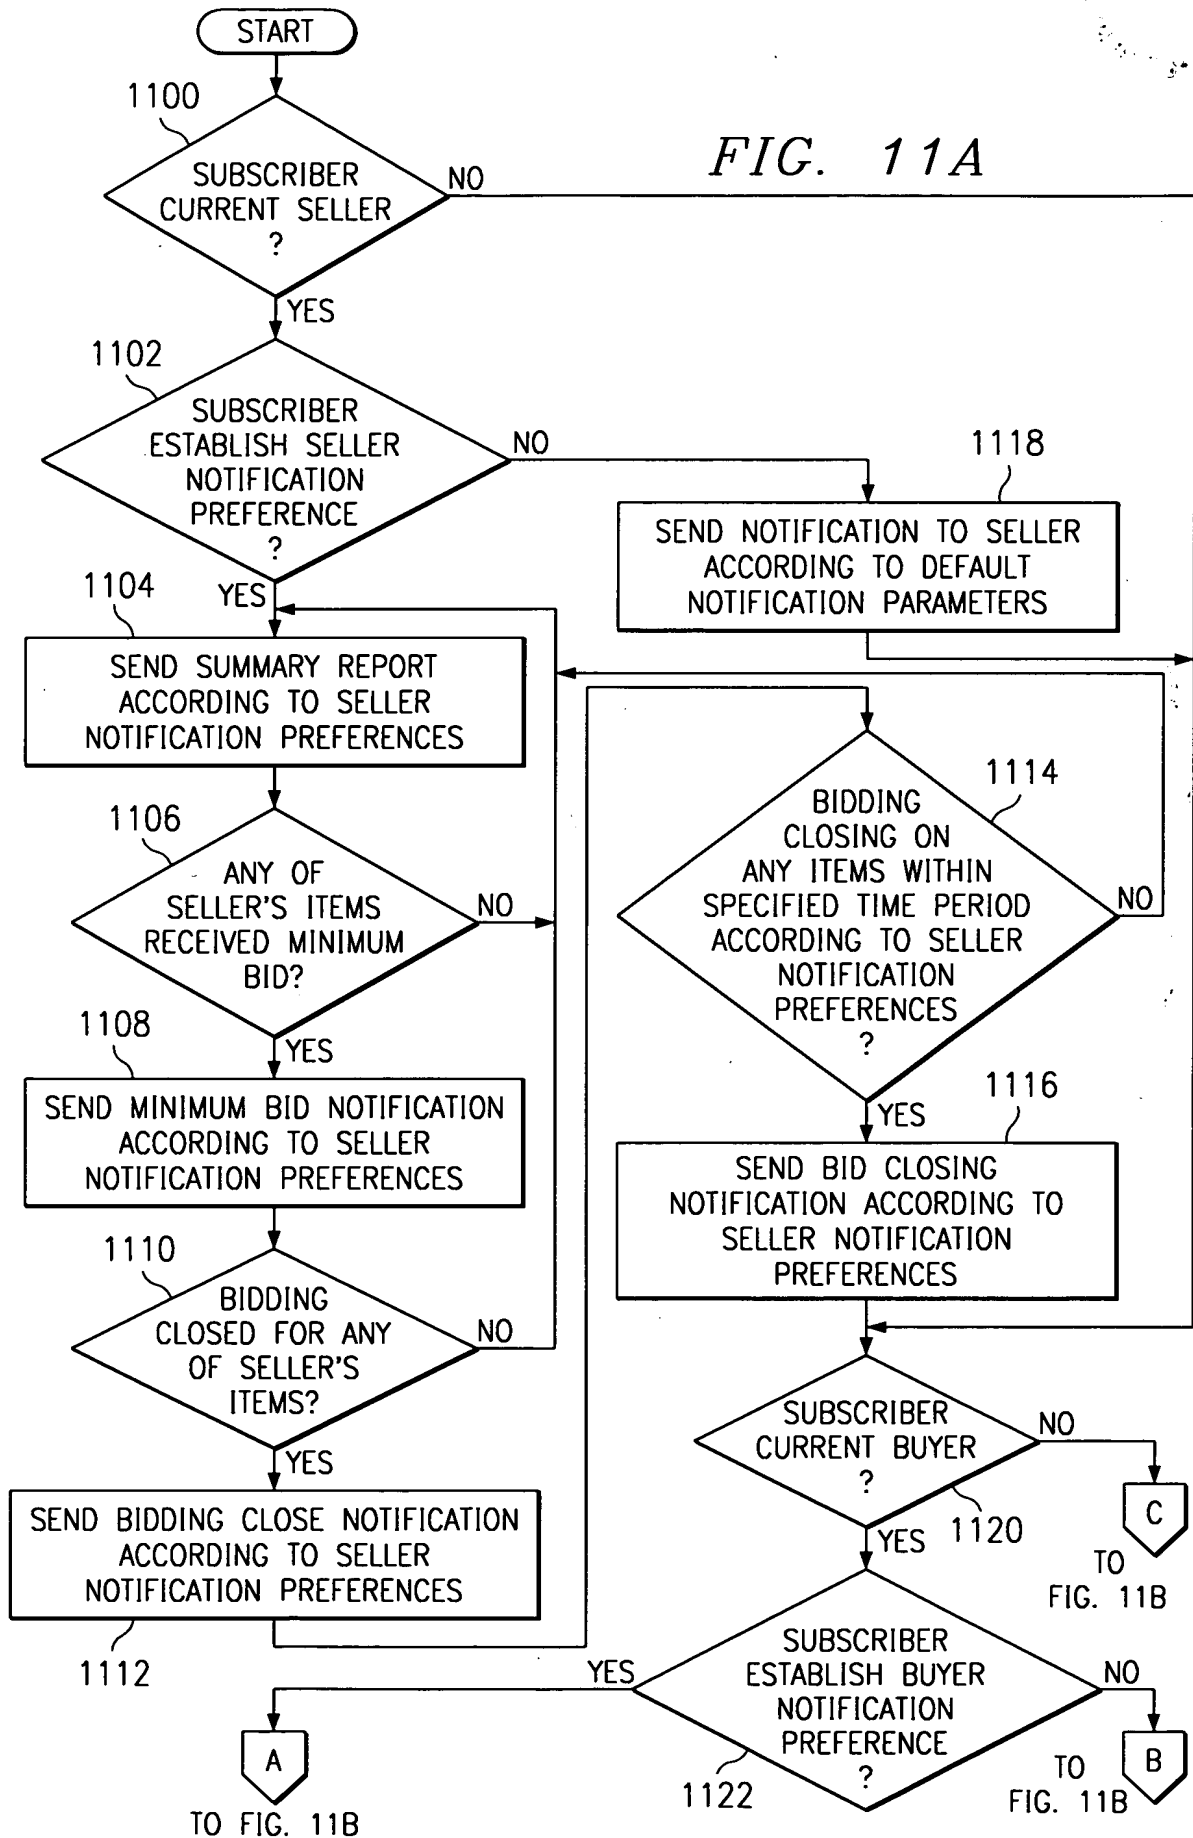 START
1100
FIG. 11A
SUBSCRIBER
CURRENT SELLER
?
NO
YES
1102
SUBSCRIBER
ESTABLISH SELLER
NOTIFICATION
PREFERENCE
?
NO
YES
1118
SEND NOTIFICATION TO SELLER
ACCORDING TO DEFAULT
NOTIFICATION PARAMETERS
1104
SEND SUMMARY REPORT
ACCORDING TO SELLER
NOTIFICATION PREFERENCES
1106
ANY OF
SELLER'S ITEMS
RECEIVED MINIMUM
BID?
NO
YES
1108
SEND MINIMUM BID NOTIFICATION
ACCORDING TO SELLER
NOTIFICATION PREFERENCES
1110
BIDDING
CLOSED FOR ANY
OF SELLER'S
ITEMS?
NO
YES
SEND BIDDING CLOSE NOTIFICATION
ACCORDING TO SELLER
NOTIFICATION PREFERENCES
1112
1114
BIDDING
CLOSING ON
ANY ITEMS WITHIN
SPECIFIED TIME PERIOD
ACCORDING TO SELLER
NOTIFICATION
PREFERENCES
?
NO
YES
1116
SEND BID CLOSING
NOTIFICATION ACCORDING TO
SELLER NOTIFICATION
PREFERENCES
SUBSCRIBER
CURRENT BUYER
?
NO
1120
YES
C
TO
FIG. 11B
SUBSCRIBER
ESTABLISH BUYER
NOTIFICATION
PREFERENCE
?
YES
NO
1122
A
TO FIG. 11B
B
TO
FIG. 11B